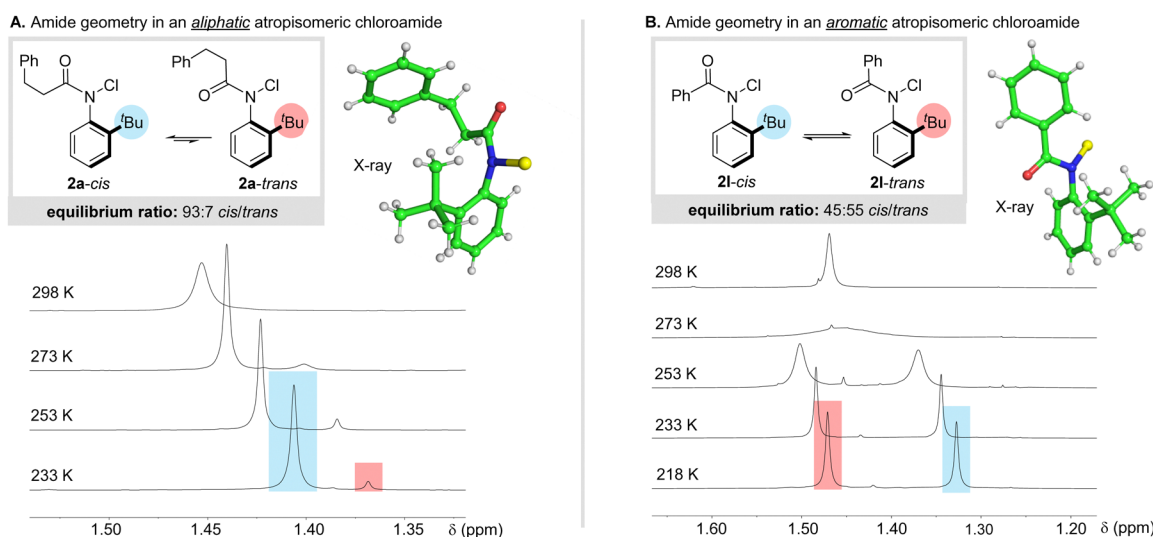 A. Amide geometry in an aliphatic atropisomeric chloroamide
Ph
O
N
Cl
tBu
2a-cis
Ph
O
N
Cl
tBu
2a-trans
equilibrium ratio: 93:7 cis/trans
X-ray
298 K
273 K
253 K
233 K
1.50
1.45
1.40
1.35
δ (ppm)
B. Amide geometry in an aromatic atropisomeric chloroamide
O
Ph
N
Cl
tBu
2l-cis
Ph
O
N
Cl
tBu
2l-trans
equilibrium ratio: 45:55 cis/trans
X-ray
298 K
273 K
253 K
233 K
218 K
1.60
1.50
1.40
1.30
1.20
δ (ppm)